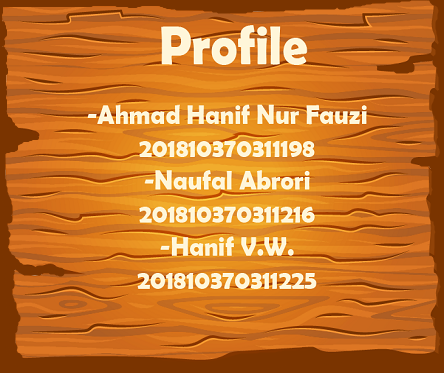 Profile
-Ahmad Hanif Nur Fauzi
201810370311198
-Naufal Abrori
201810370311216
-Hanif V.W.
201810370311225